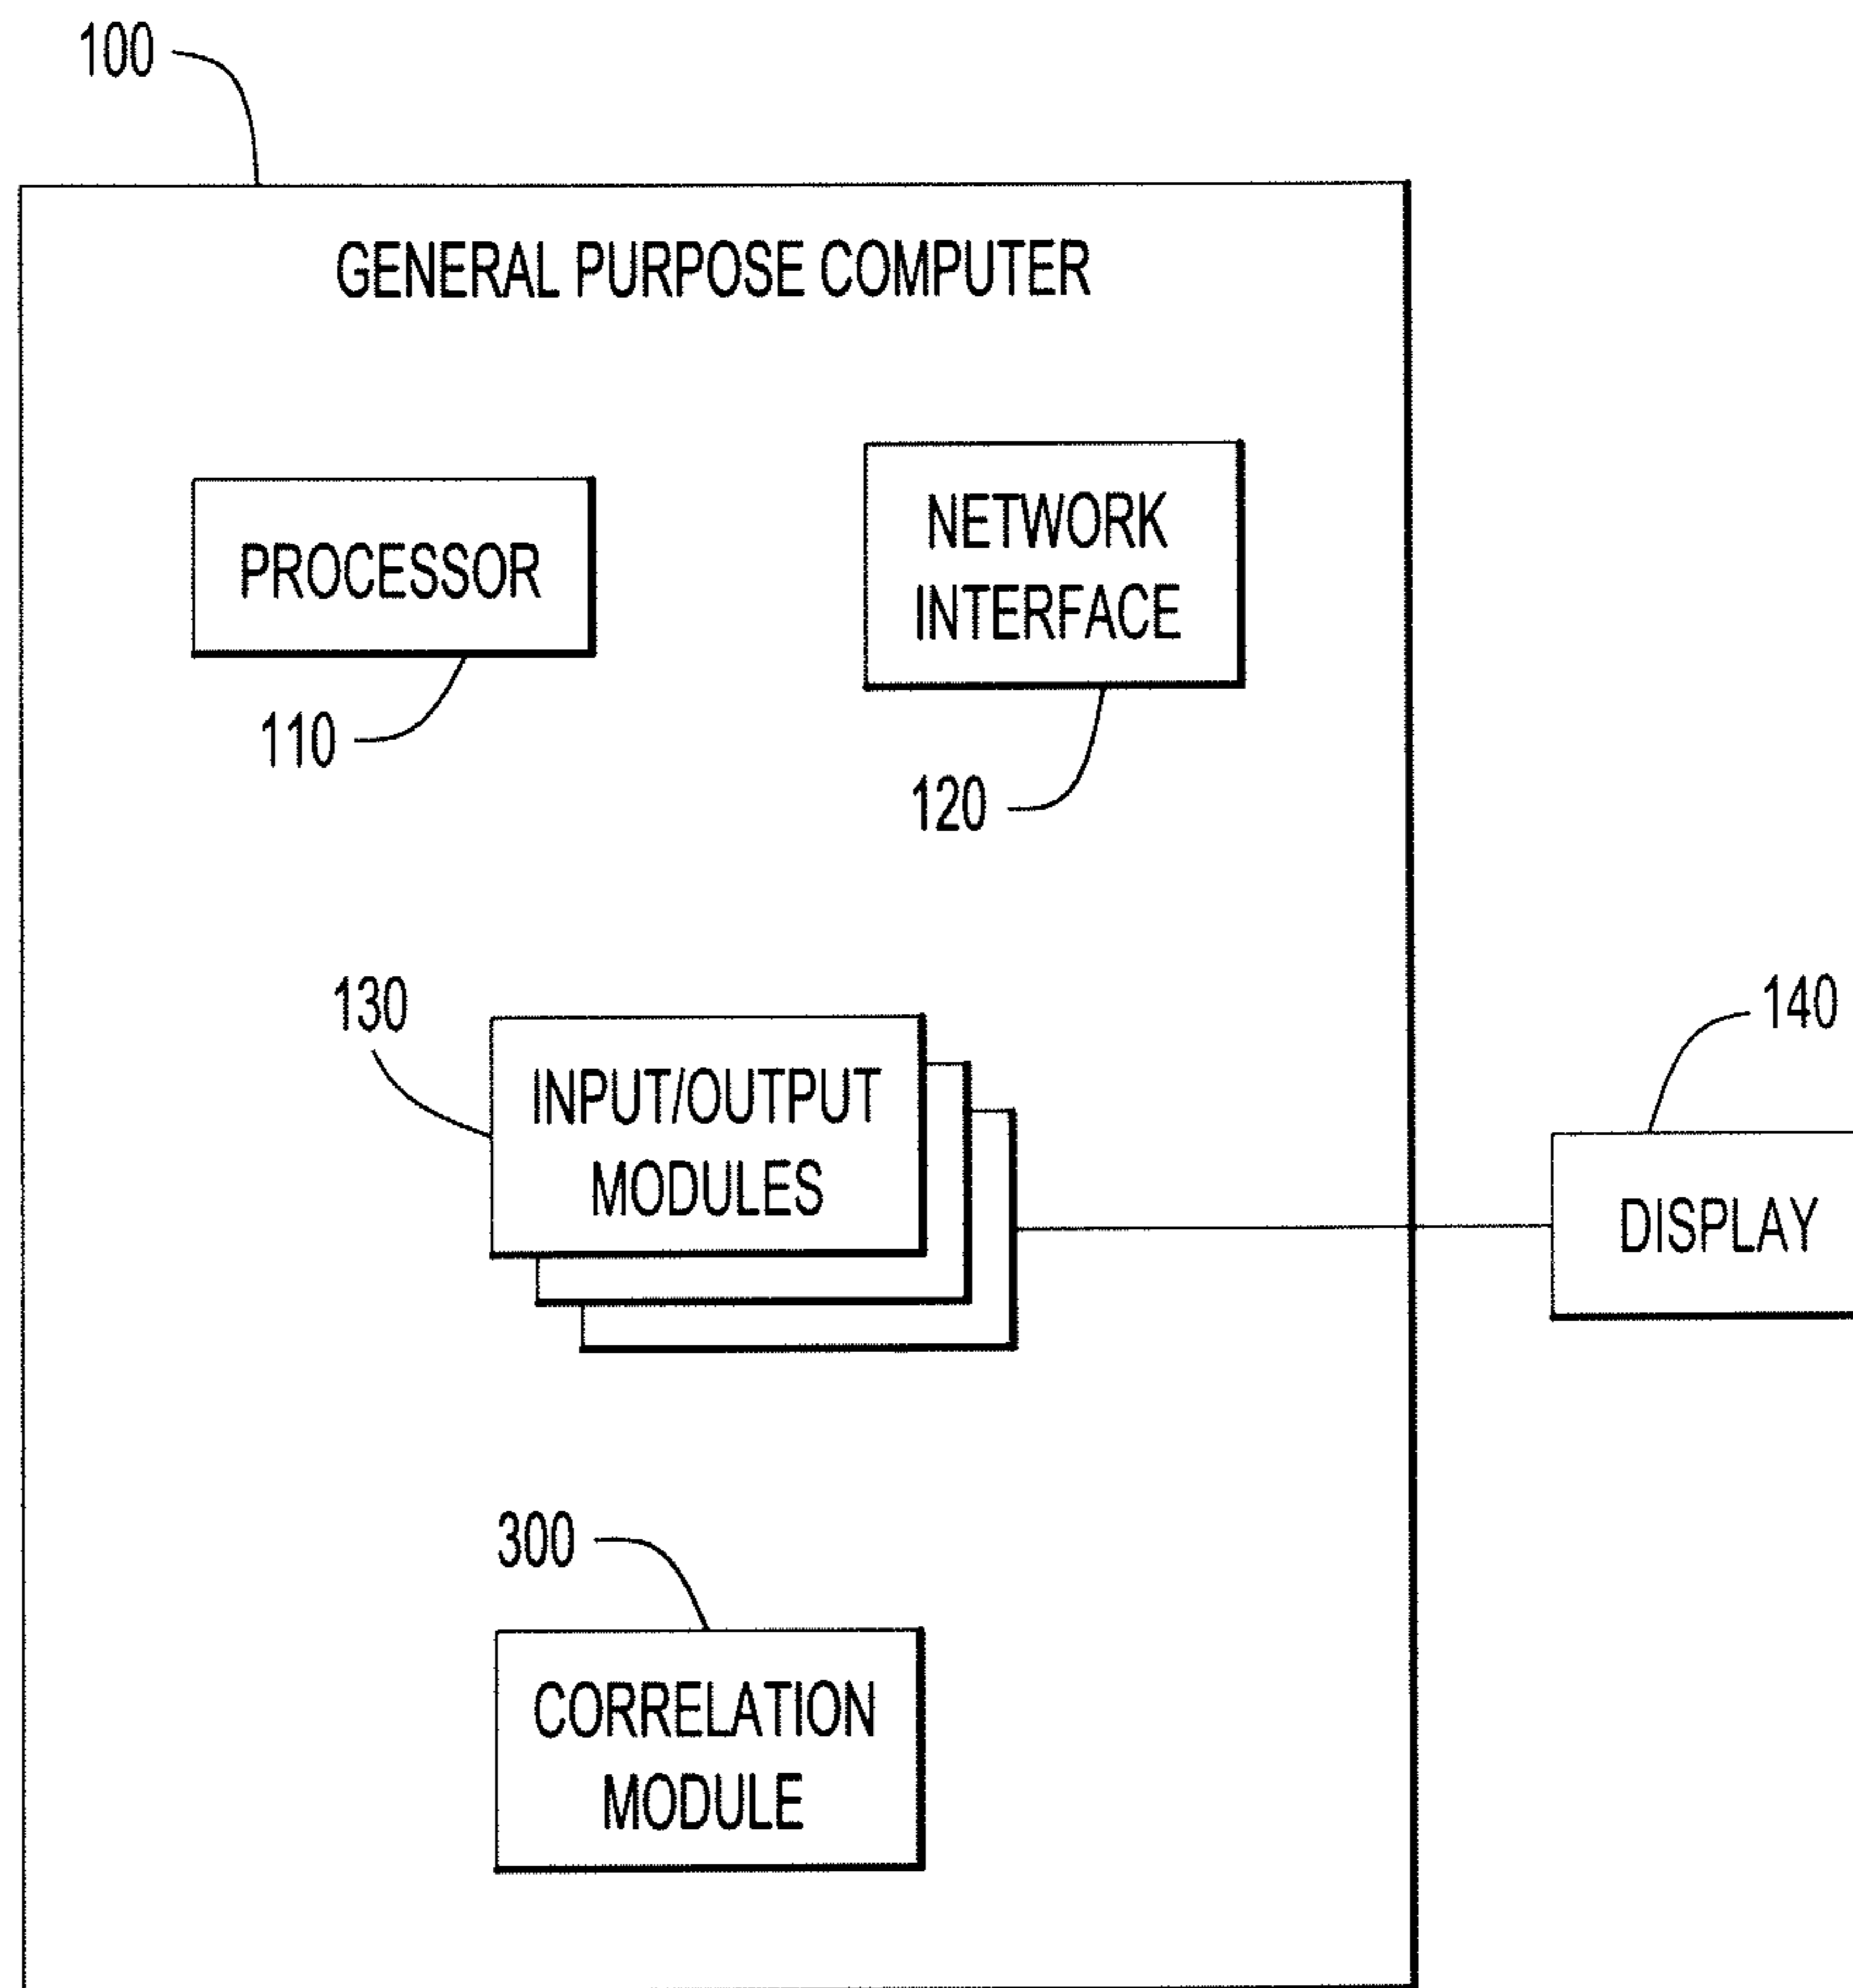 100
GENERAL PURPOSE COMPUTER
PROCESSOR
110
NETWORK
INTERFACE
120
130
INPUT/OUTPUT
MODULES
140
DISPLAY
300
CORRELATION
MODULE